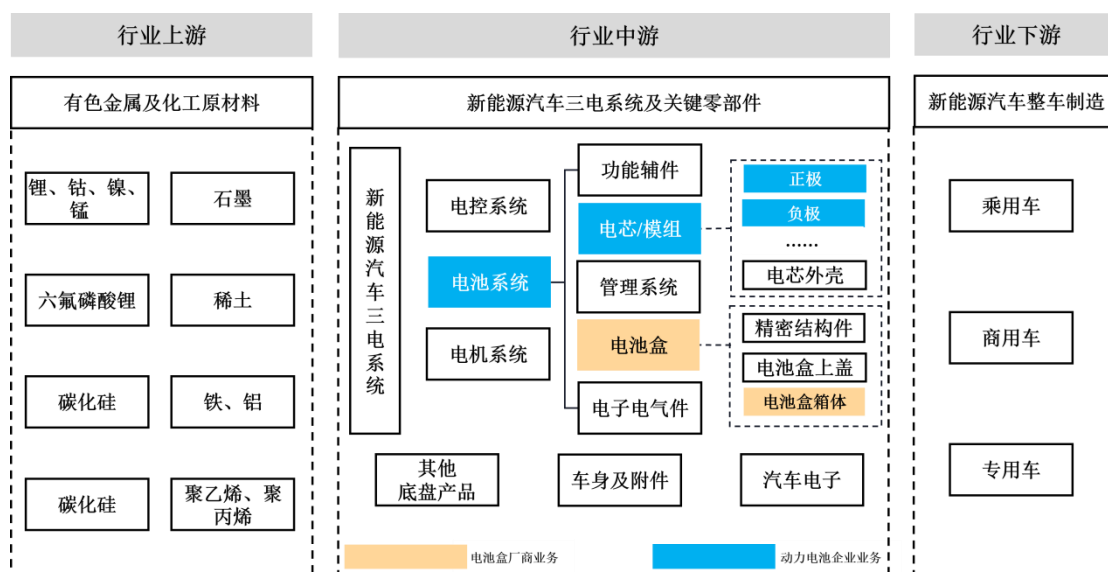 行业上游
行业中游
行业下游
有色金属及化工原材料
新能源汽车三电系统及关键零部件
新能源汽车整车制造
锂、钴、镍、
锰
石墨
六氟磷酸锂
稀土
碳化硅
铁、铝
碳化硅
聚乙烯、聚
丙烯
新能源汽车三电系统
电控系统
电池系统
电机系统
功能辅件
电芯/模组
管理系统
电池盒
电子电气件
正极
负极
......
电芯外壳
精密结构件
电池盒上盖
电池盒箱体
其他
底盘产品
车身及附件
汽车电子
乘用车
商用车
专用车
电池盒厂商业务
动力电池企业业务